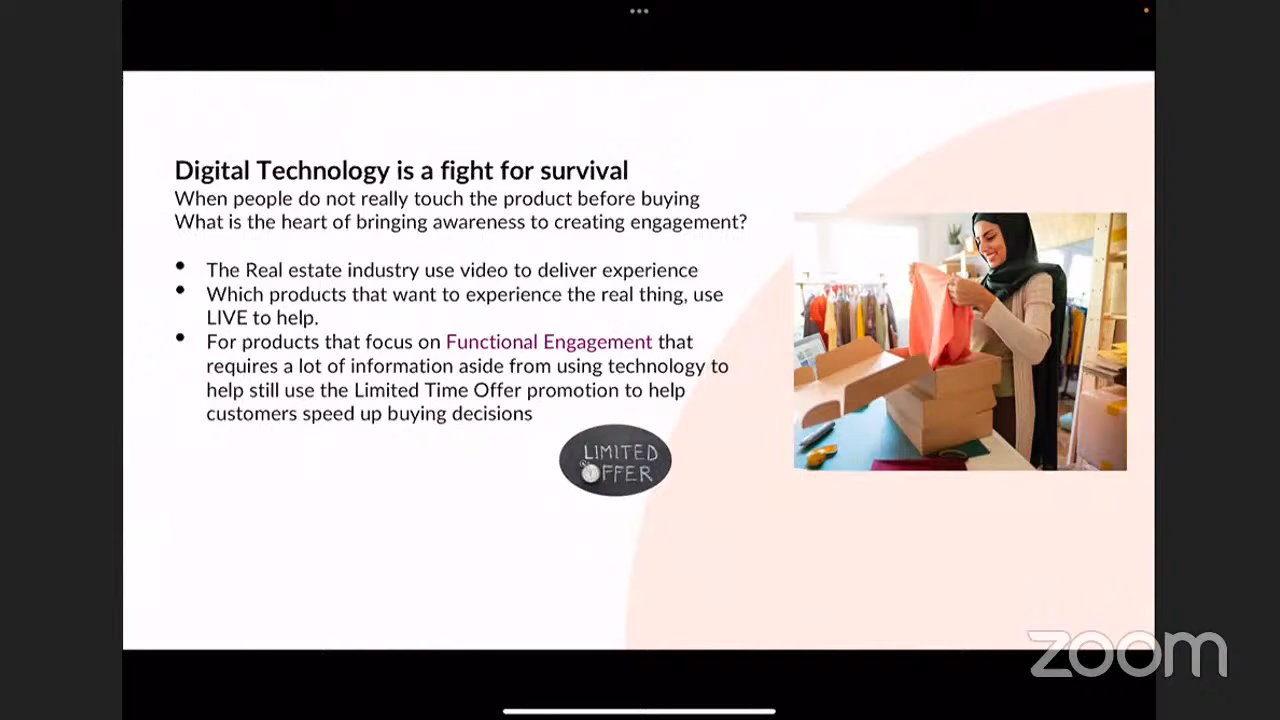 Digital Technology is a fight for survival
When people do not really touch the product before buying
What is the heart of bringing awareness to creating engagement?
• The Real estate industry use video to deliver experience
• Which products that want to experience the real thing, use
LIVE to help.
• For products that focus on Functional Engagement that
requires a lot of information aside from using technology to
help still use the Limited Time Offer promotion to help
customers speed up buying decisions
LIMITED
OFFER
zoom